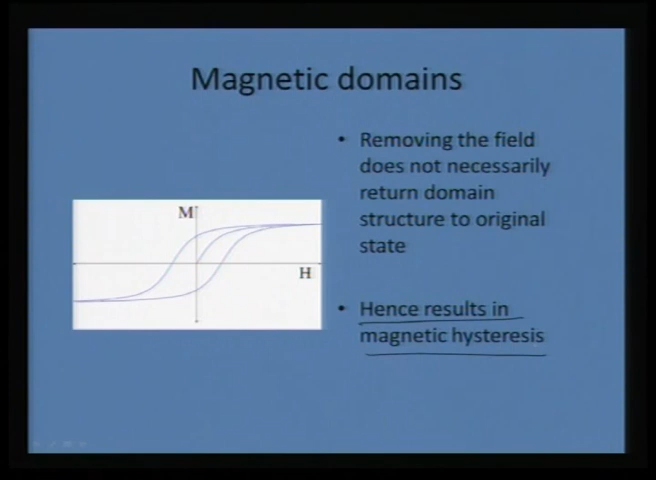 Magnetic domains
M
H
• Removing the field
does not necessarily
return domain
structure to original
state
• Hence results in
magnetic hysteresis